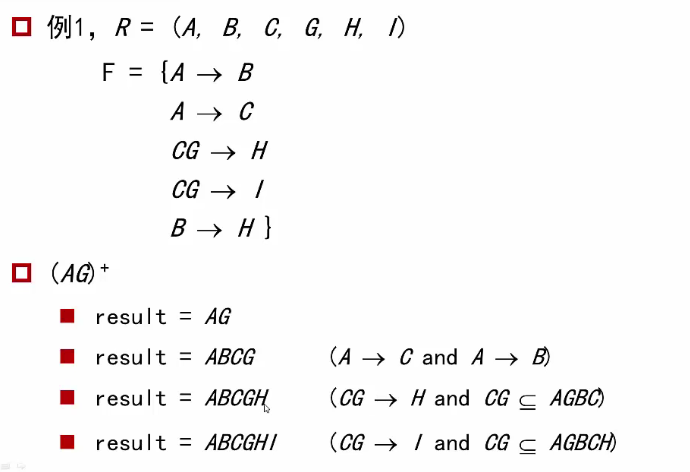 例1, R = (A, B, C, G, H, I)
F = {A → B
A → C
CG → H
CG → I
B → H}
(AG)⁺
result = AG
result = ABCG (A → C and A → B)
result = ABCGH (CG → H and CG ⊆ AGBC)
result = ABCGHI (CG → I and CG ⊆ AGBCH)